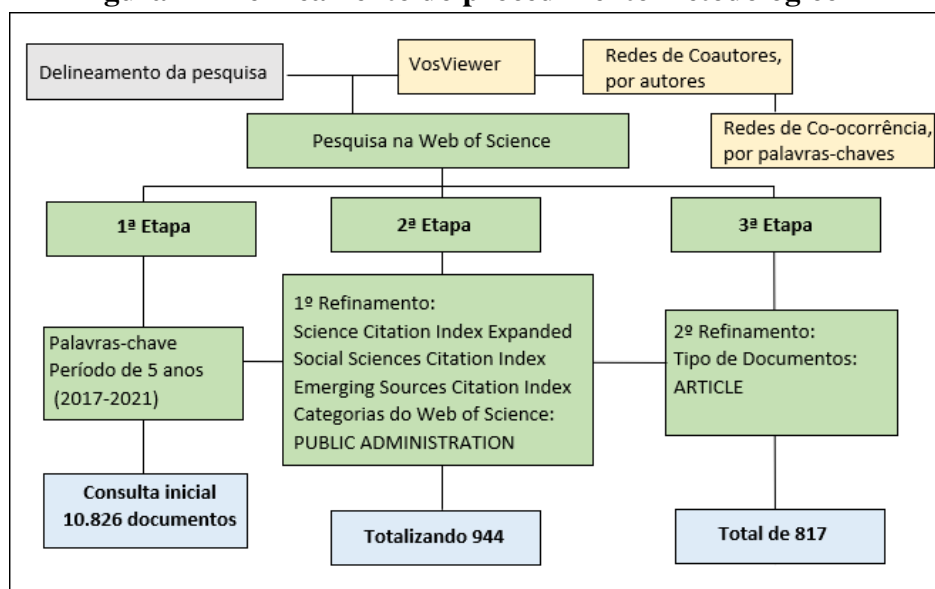 Delineamento da pesquisa
VosViewer
Redes de Coautores,
por autores
Redes de Co-ocorrência,
por palavras-chaves
Pesquisa na Web of Science
1ª Etapa
2ª Etapa
3ª Etapa
Palavras-chave
Período de 5 anos
(2017-2021)
1º Refinamento:
Science Citation Index Expanded
Social Sciences Citation Index
Emerging Sources Citation Index
Categorias do Web of Science:
PUBLIC ADMINISTRATION
2º Refinamento:
Tipo de Documentos:
ARTICLE
Consulta inicial
10.826 documentos
Totalizando 944
Total de 817